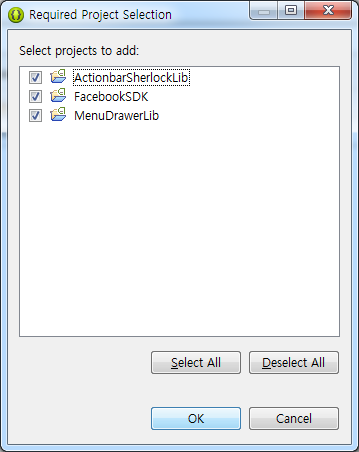 Required Project Selection
Select projects to add:
ActionbarSherlockLib
FacebookSDK
MenuDrawerLib
Select All
Deselect All
OK
Cancel